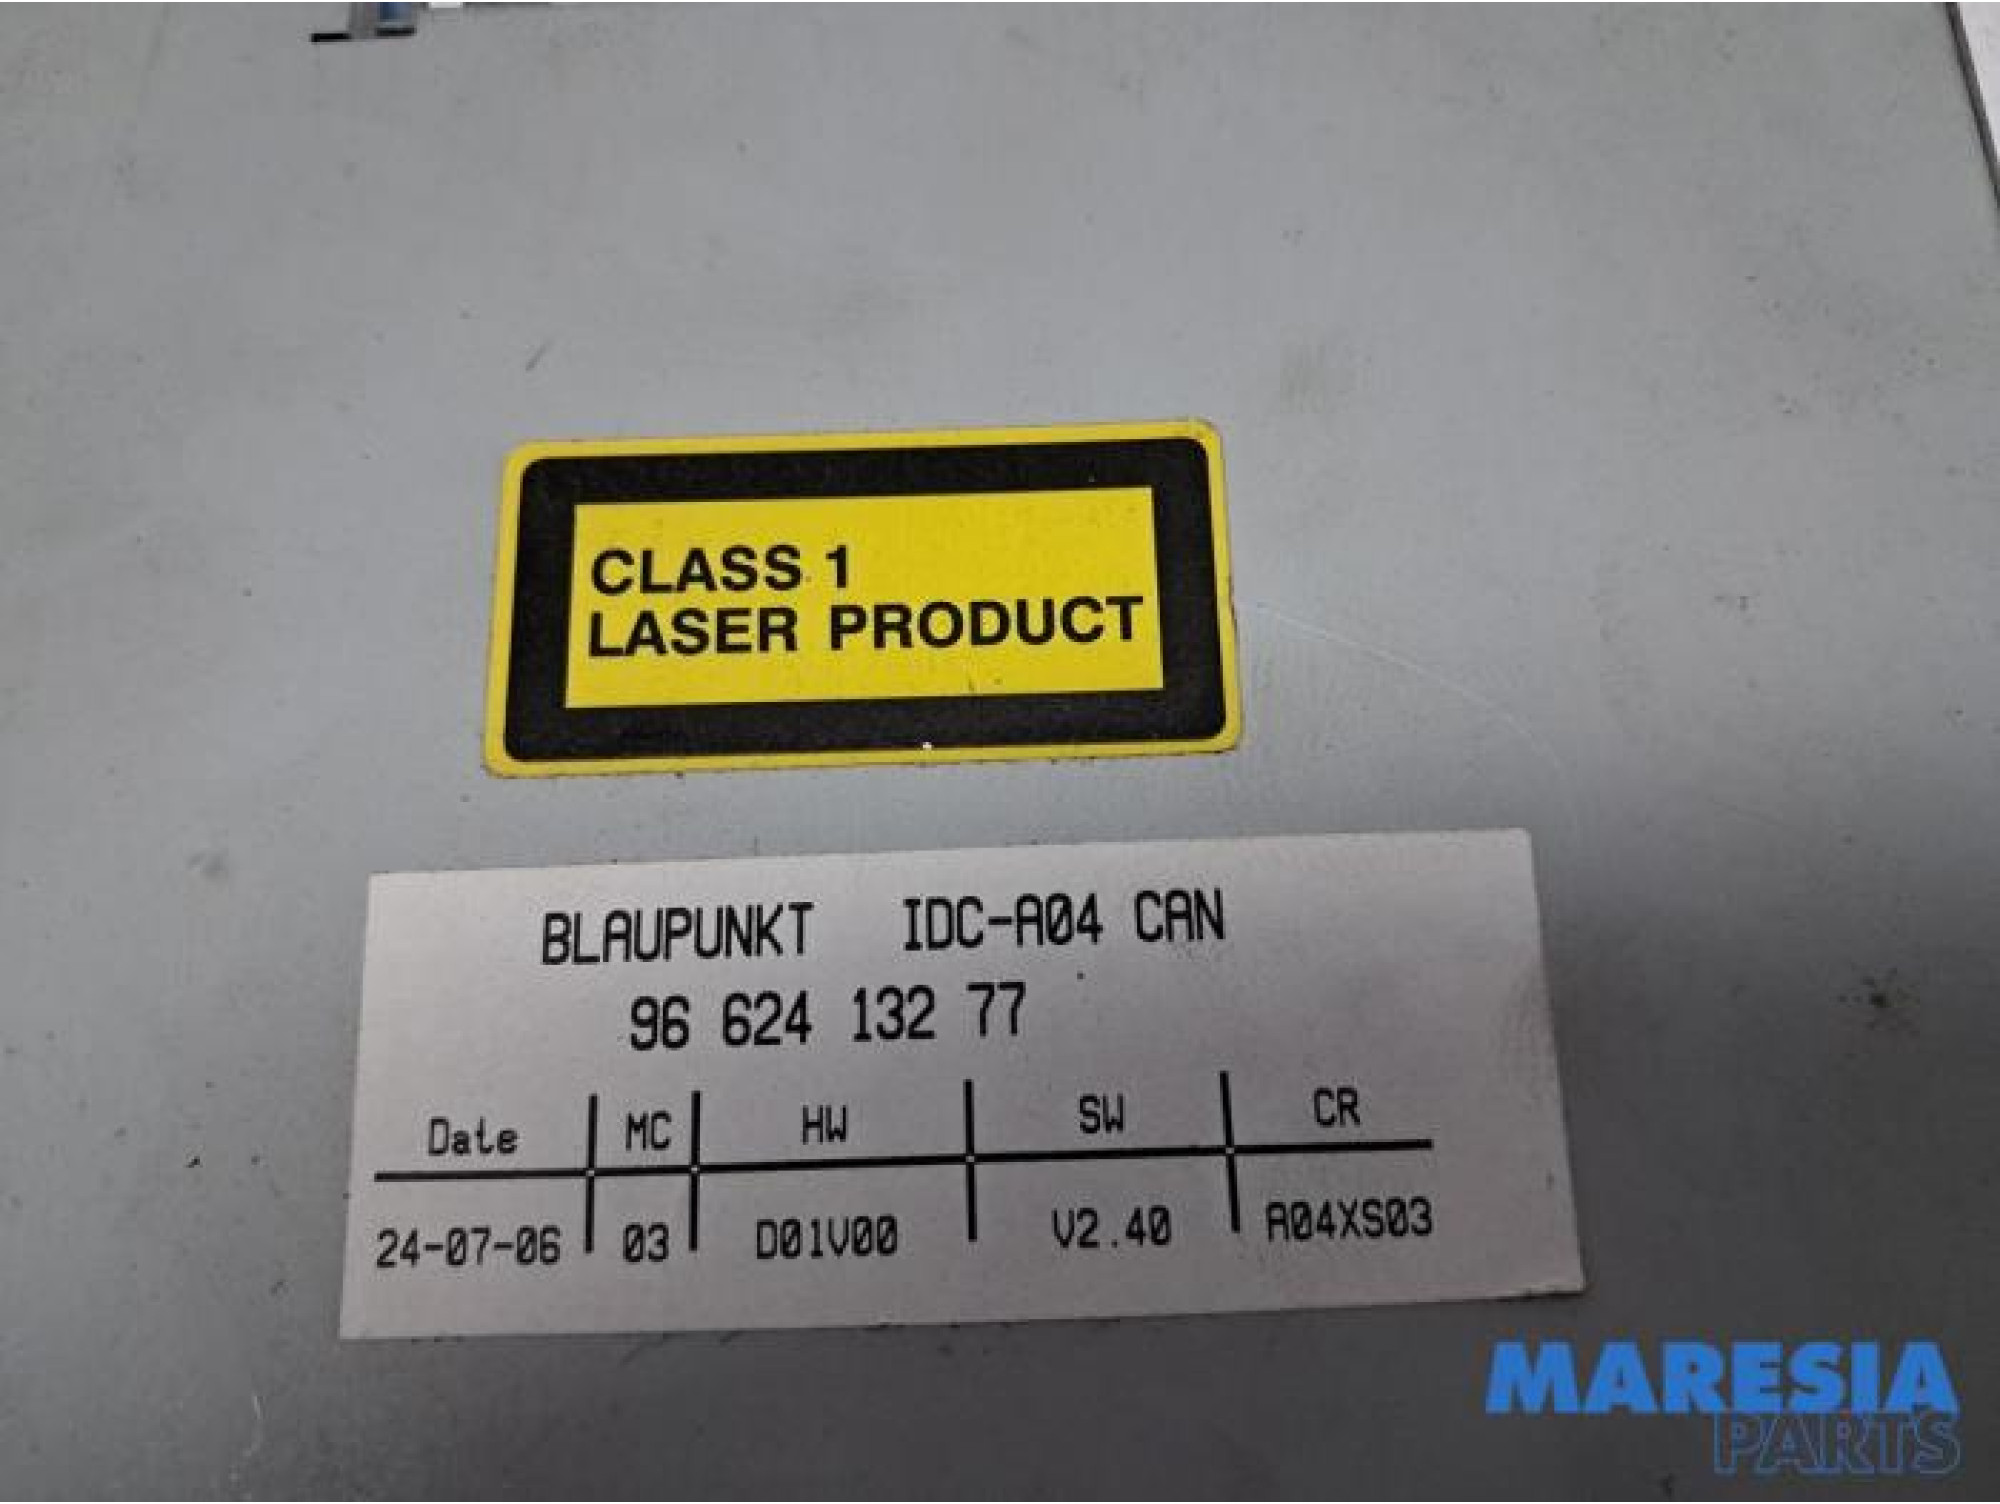 CLASS 1
LASER PRODUCT
BLAUPUNKT IDC-A04 CAN
96 624 132 77
Date MC HW SW CR
24-07-06 03 D01V00 V2.40 A04XS03
MARESIA
PARTS